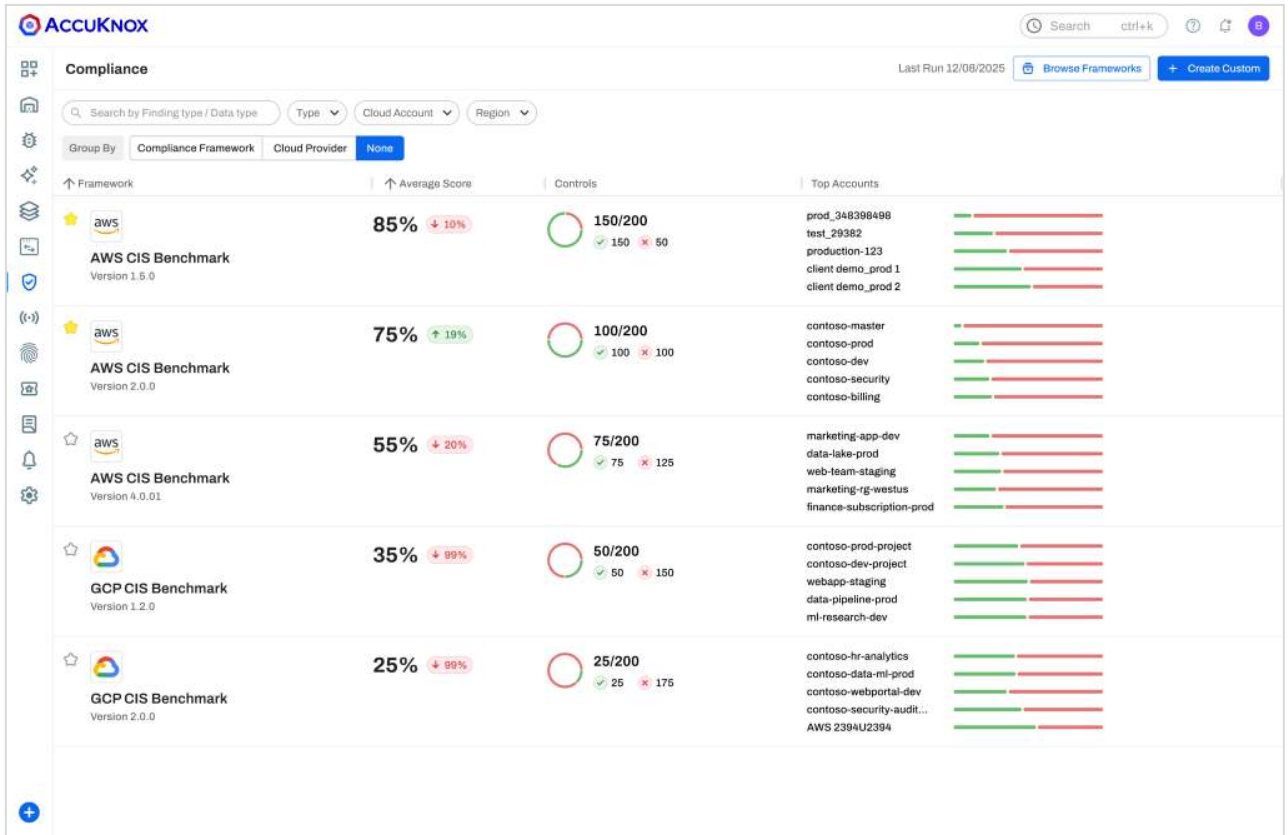 ACCUKNOX
Search ctrl+k
B
Compliance
Last Run 12/08/2025
Browse Frameworks
+ Create Custom
Search by Finding type / Data type
Type
Cloud Account
Region
Group By
Compliance Framework
Cloud Provider
None
Framework
Average Score
Controls
Top Accounts
aws
AWS CIS Benchmark
Version 1.5.0
85%
10%
150/200
150
50
prod_348398498
test_29382
production-123
client demo_prod 1
client demo_prod 2
aws
AWS CIS Benchmark
Version 2.0.0
75%
19%
100/200
100
100
contoso-master
contoso-prod
contoso-dev
contoso-security
contoso-billing
aws
AWS CIS Benchmark
Version 4.0.01
55%
20%
75/200
75
125
marketing-app-dev
data-lake-prod
web-team-staging
marketing-rg-westus
finance-subscription-prod
GCP CIS Benchmark
Version 1.2.0
35%
99%
50/200
50
150
contoso-prod-project
contoso-dev-project
webapp-staging
data-pipeline-prod
ml-research-dev
GCP CIS Benchmark
Version 2.0.0
25%
99%
25/200
25
175
contoso-hr-analytics
contoso-data-ml-prod
contoso-webportal-dev
contoso-security-audit...
AWS 2394U2394